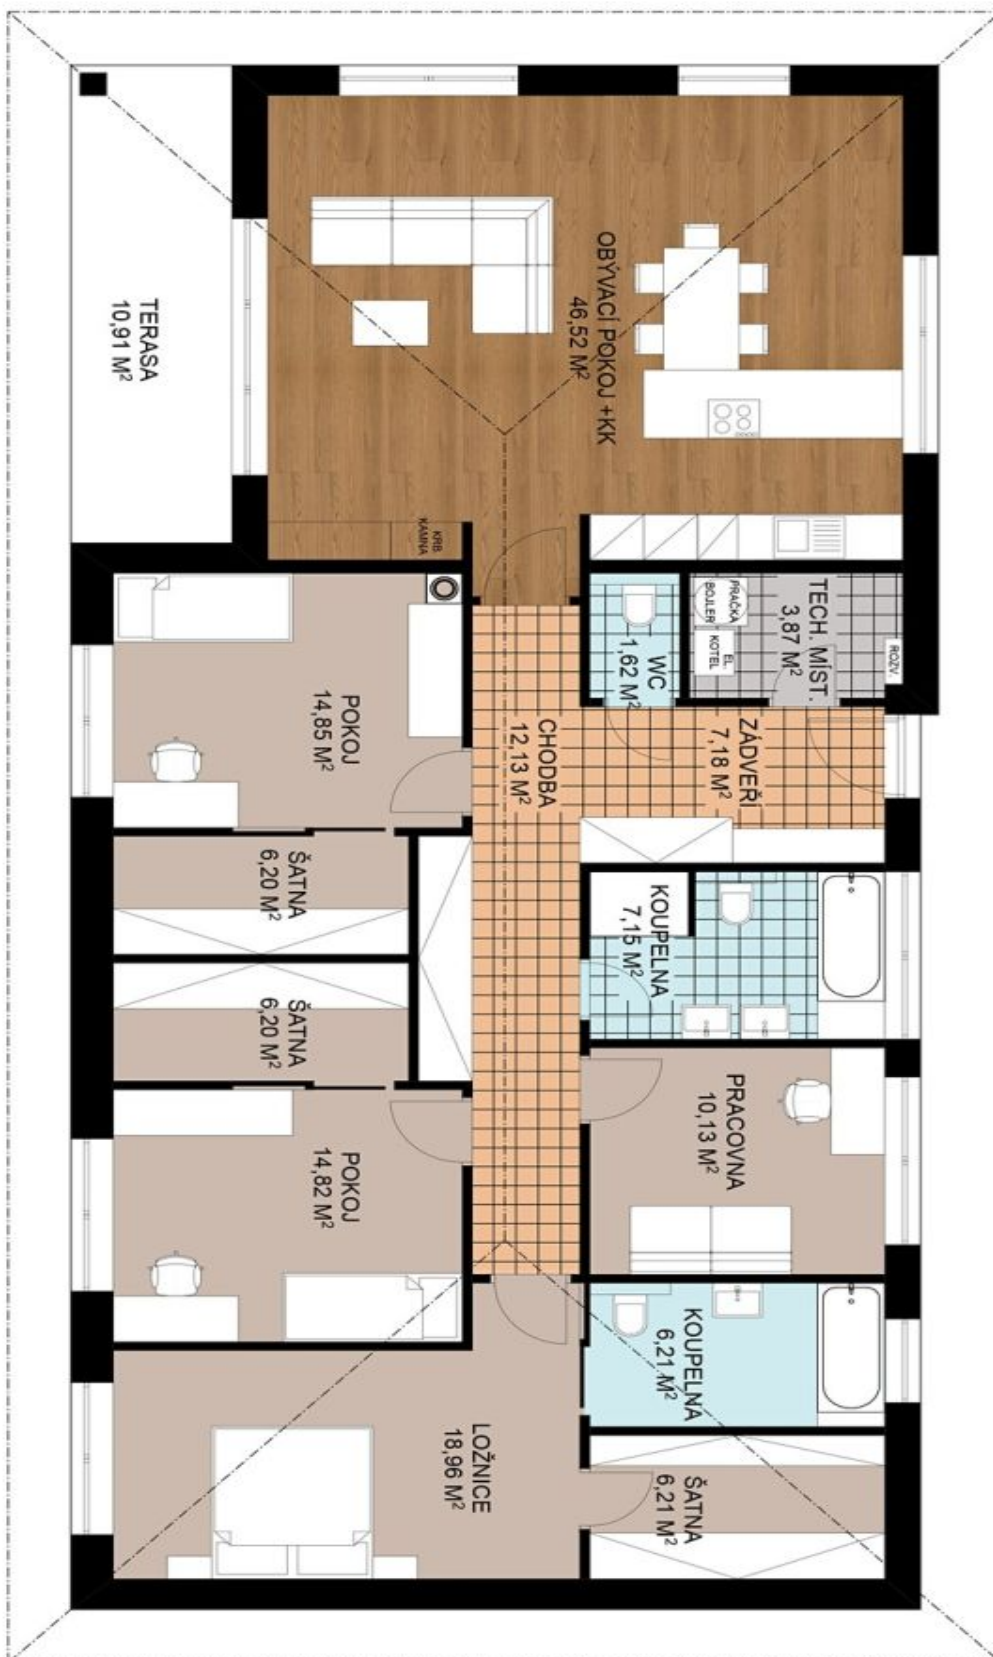 OBÝVACÍ POKOJ +KK
46,52 M²
TERASA
10,91 M²
KRB.
KAMNA
TECH. MÍST.
3,87 M²
PRAČKA
BOJLER
EL.
KOTEL
ROZV.
WC
1,62 M²
ZÁDVEŘÍ
7,18 M²
CHODBA
12,13 M²
POKOJ
14,85 M²
ŠATNA
6,20 M²
KOUPELNA
7,15 M²
ŠATNA
6,20 M²
PRACOVNA
10,13 M²
POKOJ
14,82 M²
KOUPELNA
6,21 M²
LOŽNICE
18,96 M²
ŠATNA
6,21 M²